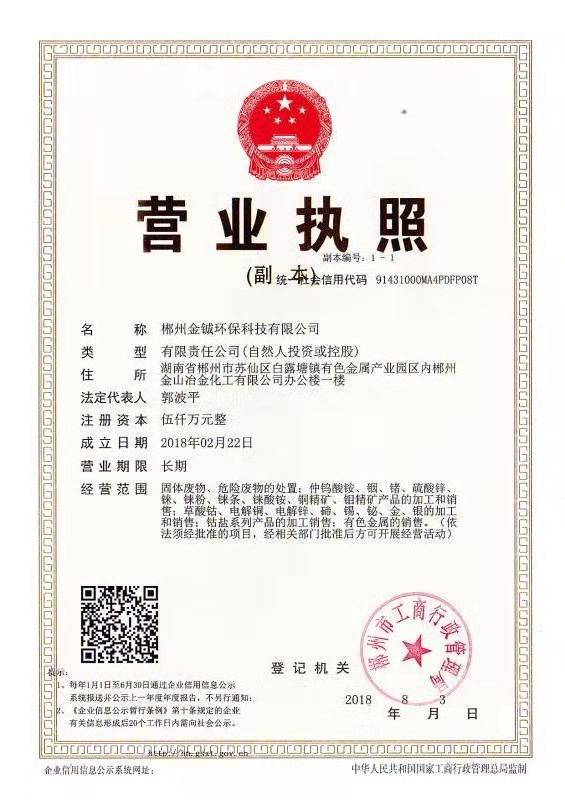 营业执照
副本编号：1-1
(副 本)
统一社会信用代码 91431000MA4PDFP08T
名 称 郴州金铖环保科技有限公司
类 型 有限责任公司(自然人投资或控股)
住 所 湖南省郴州市苏仙区白露塘镇有色金属产业园区内郴州
金山冶金化工有限公司办公楼一楼
法定代表人 郭波平
注册资本 伍仟万元整
成立日期 2018年02月22日
营业期限 长期
经营范围 固体废物、危险废物的处置；仲钨酸铵、铟、锗、硫酸锌、
铼、铼粉、铼条、铼酸铵、铜精矿、钼精矿产品的加工和销
售；草酸钴、电解铜、电解锌、碲、锡、铋、金、银的加工
和销售；钴盐系列产品的加工销售；有色金属的销售。（依
法须经批准的项目，经相关部门批准后方可开展经营活动）
郴州市工商行政管理局
登记机关
2018 8 3
年 月 日
提示：
1、每年1月1日至6月30日通过企业信用信息公示
系统报送并公示上一年度年度报告，不另行通知；
2、《企业信息公示暂行条例》第十条规定的企业
有关信息形成后20个工作日内需向社会公示。
http://hn.gsxt.gov.cn
企业信用信息公示系统网址：
中华人民共和国国家工商行政管理总局监制